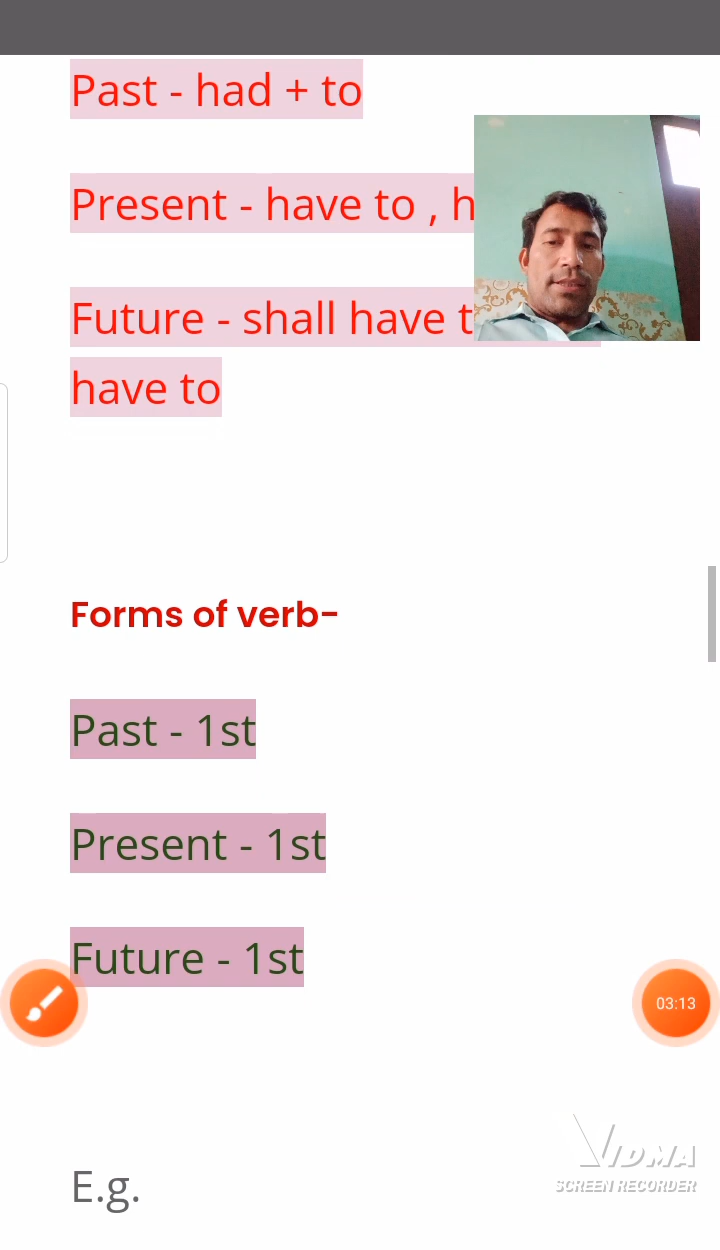 Past - had + to
Present - have to , h
Future - shall have t
have to
Forms of verb-
Past - 1st
Present - 1st
Future - 1st
03:13
E.g.
VIDMA
SCREEN RECORDER